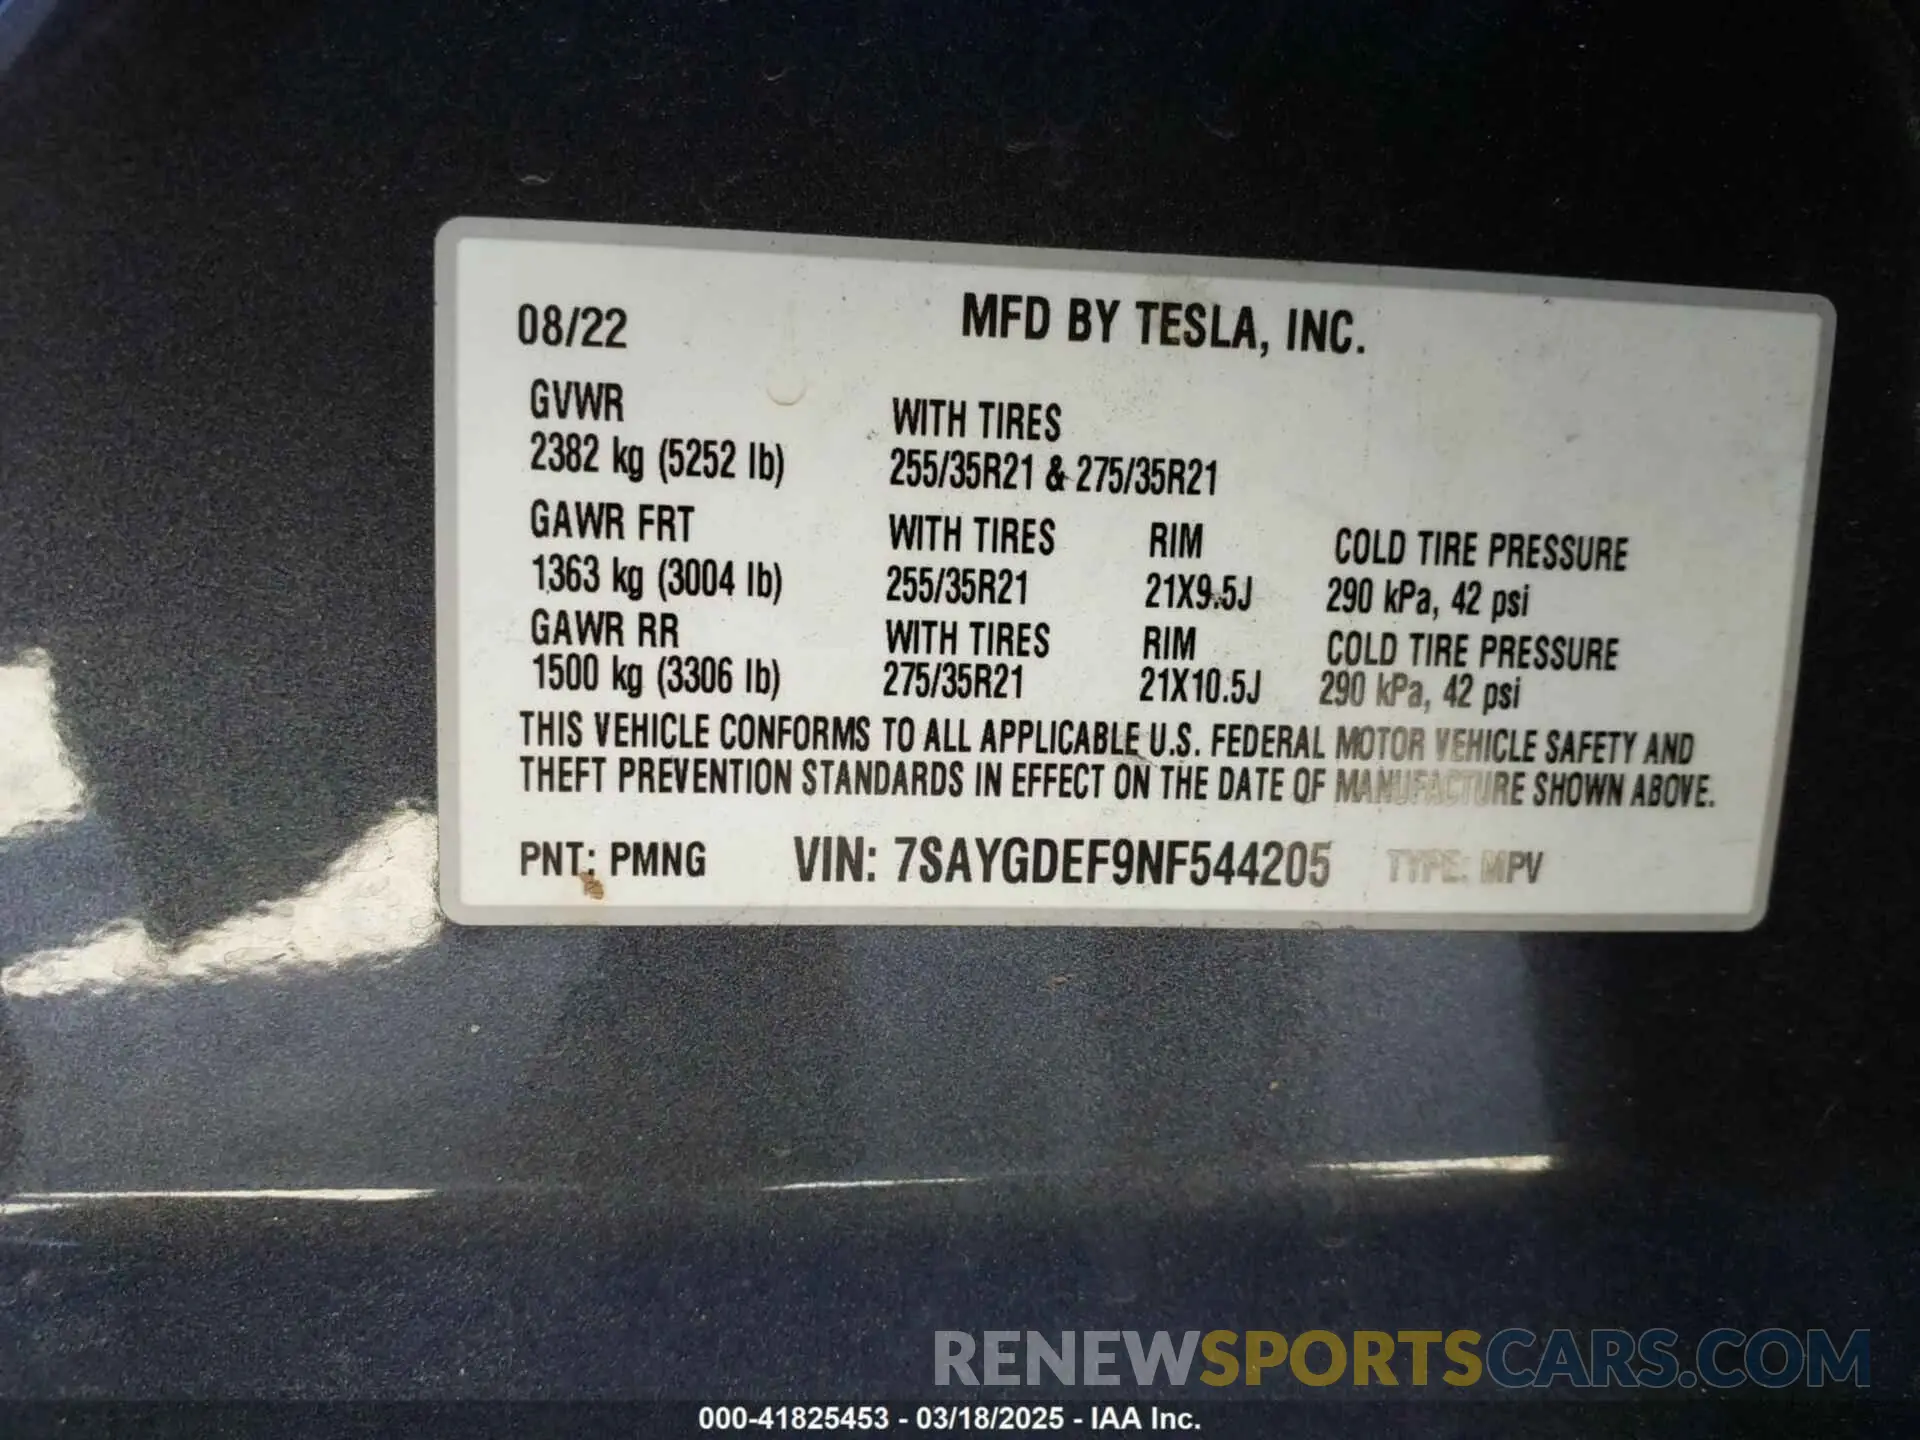 08/22 MFD BY TESLA, INC.
GVWR WITH TIRES
2382 kg (5252 lb) 255/35R21 & 275/35R21
GAWR FRT WITH TIRES RIM COLD TIRE PRESSURE
1363 kg (3004 lb) 255/35R21 21X9.5J 290 kPa, 42 psi
GAWR RR WITH TIRES RIM COLD TIRE PRESSURE
1500 kg (3306 lb) 275/35R21 21X10.5J 290 kPa, 42 psi
THIS VEHICLE CONFORMS TO ALL APPLICABLE U.S. FEDERAL MOTOR VEHICLE SAFETY AND
THEFT PREVENTION STANDARDS IN EFFECT ON THE DATE OF MANUFACTURE SHOWN ABOVE.
PNT: PMNG VIN: 7SAYGDEF9NF544205 TYPE: MPV
RENEWSPORTSCARS.COM
000-41825453 - 03/18/2025 - IAA Inc.